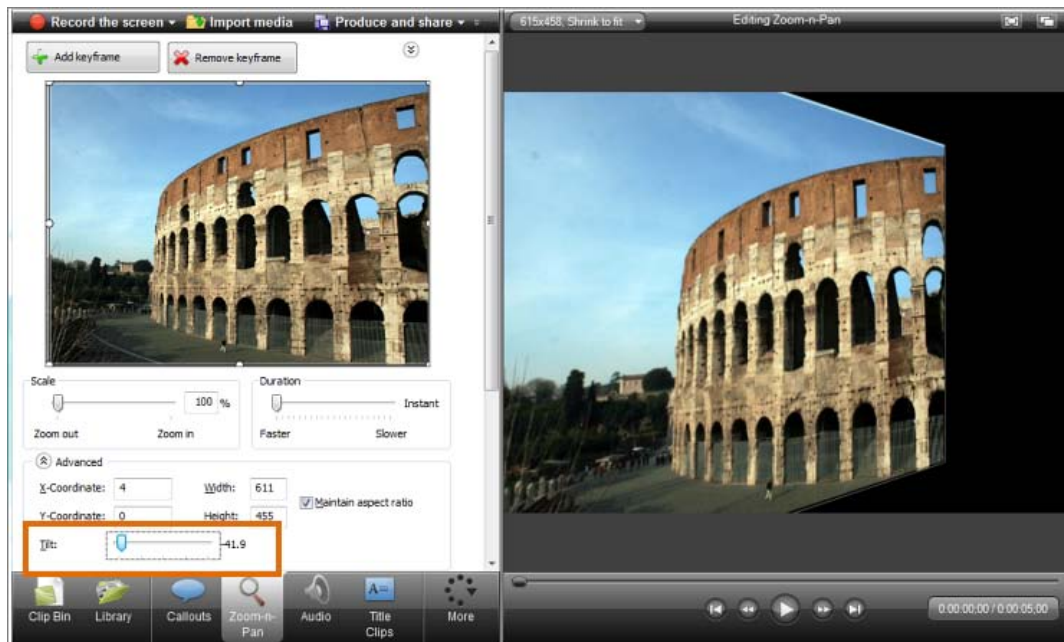 Record the screen Import media Produce and share
615x458, Shrink to fit Editing Zoom-n-Pan
Add keyframe Remove keyframe
Scale Duration
100 % Instant
Zoom out Zoom in Faster Slower
Advanced
X-Coordinate: 4 Width: 611
Maintain aspect ratio
Y-Coordinate: 0 Height: 455
Tilt: -41.9
Clip Bin Library Callouts Zoom-n-Pan Audio Title Clips More
0:00:00;00 / 0:00:05;00